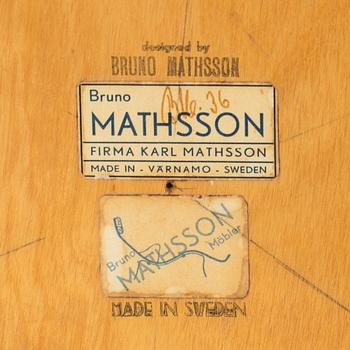 designed by
BRUNO MATHSSON
Bruno
36
MATHSSON
FIRMA KARL MATHSSON
MADE IN - VÄRNAMO - SWEDEN
Bruno
MATHSSON
Möbler
MADE IN SWEDEN